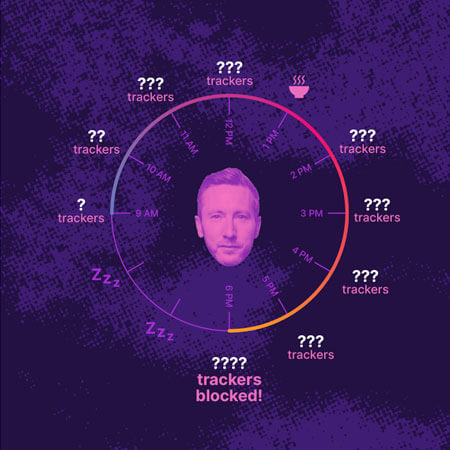 ???
trackers
???
trackers
??
trackers
?
trackers
12 PM
11 AM
10 AM
9 AM
1 PM
2 PM
3 PM
4 PM
5 PM
6 PM
???
trackers
???
trackers
???
trackers
???
trackers
Zzz
Zzz
????
trackers
blocked!